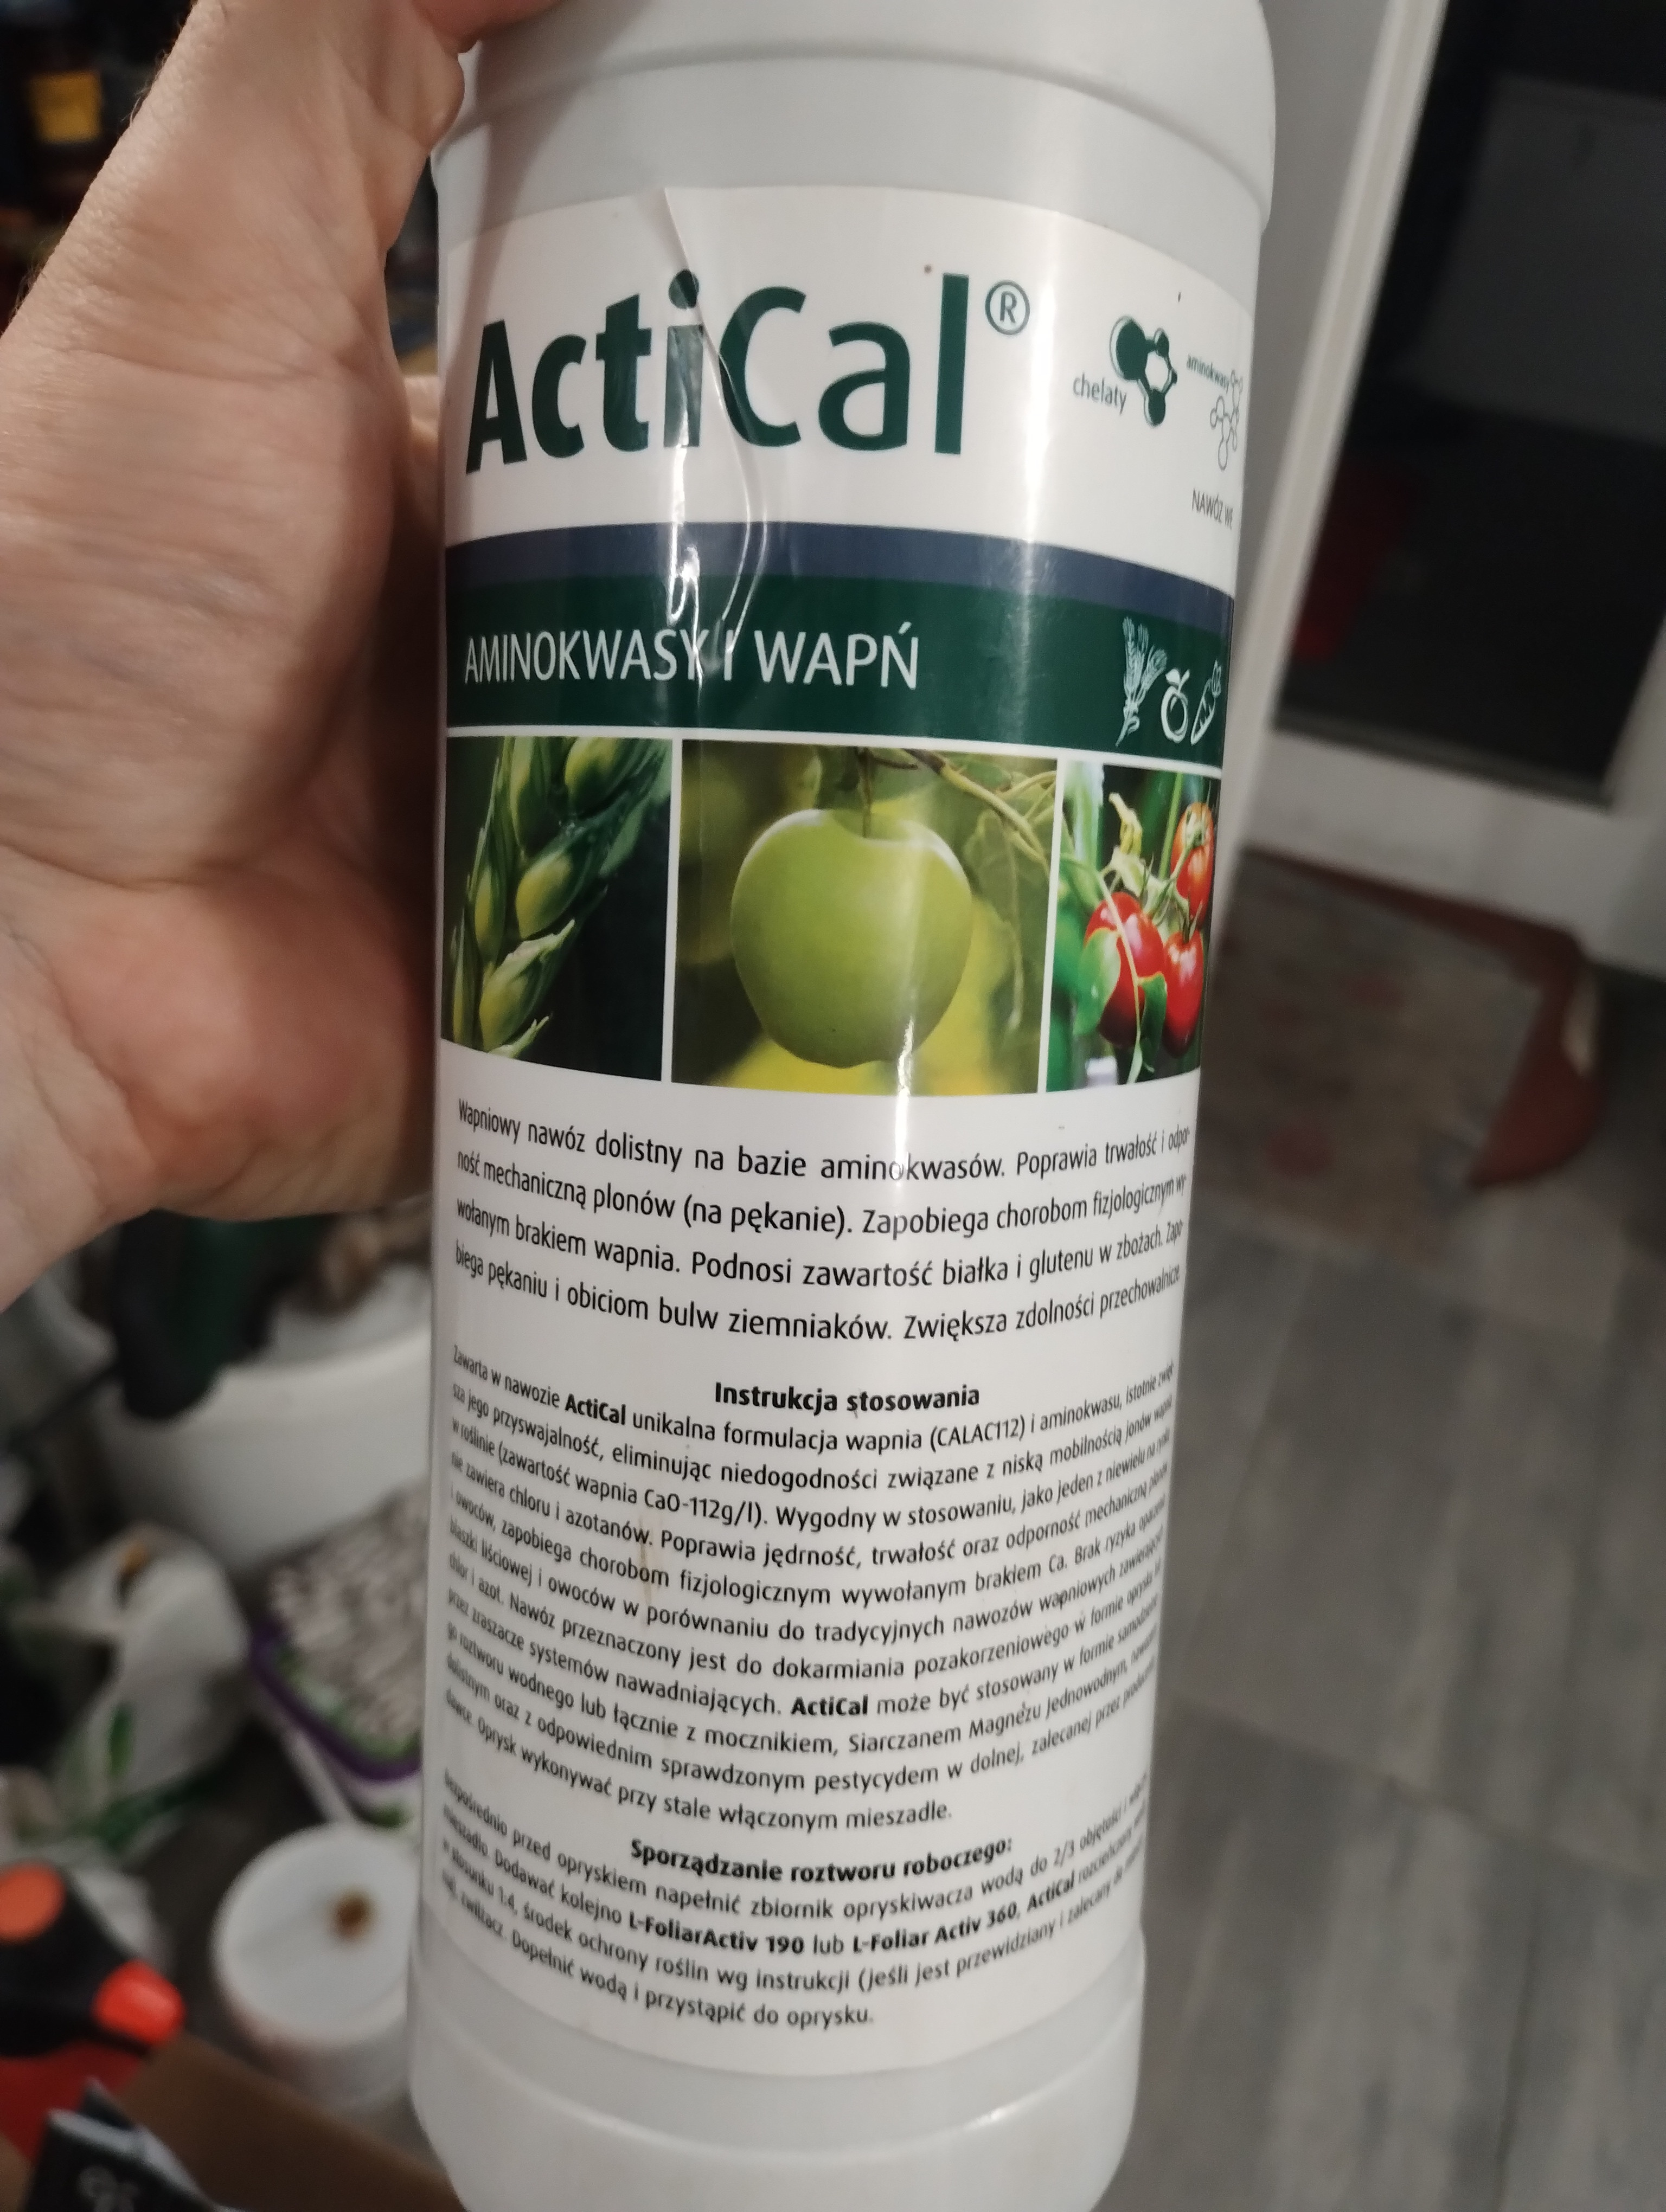 ActiCal®
chelaty
aminokwasy
NAWÓZ WE
AMINOKWASY I WAPŃ
Wapniowy nawóz dolistny na bazie aminokwasów. Poprawia trwałość i odpor-
ność mechaniczną plonów (na pękanie). Zapobiega chorobom fizjologicznym wy-
wołanym brakiem wapnia. Podnosi zawartość białka i glutenu w zbożach. Zapo-
biega pękaniu i obiciom bulw ziemniaków. Zwiększa zdolności przechowalnicze
Instrukcja stosowania
Zawarta w nawozie ActiCal unikalna formulacja wapnia (CALAC112) i aminokwasu, istotnie zwięk-
sza jego przyswajalność, eliminując niedogodności związane z niską mobilnością jonów wapnia
w roślinie (zawartość wapnia CaO-112g/l). Wygodny w stosowaniu, jako jeden z niewielu na rynku
nie zawiera chloru i azotanów. Poprawia jędrność, trwałość oraz odporność mechaniczną plonów
i owoców, zapobiega chorobom fizjologicznym wywołanym brakiem Ca. Brak ryzyka oparzeń
blaszki liściowej i owoców w porównaniu do tradycyjnych nawozów wapniowych zawierających
chlor i azot. Nawóz przeznaczony jest do dokarmiania pozakorzeniowego w formie oprysku lub
przez zraszacze systemów nawadniających. ActiCal może być stosowany w formie samodzielne-
go roztworu wodnego lub łącznie z mocznikiem, Siarczanem Magnezu Jednowodnym, nawozem
dolistnym oraz z odpowiednim sprawdzonym pestycydem w dolnej, zalecanej przez producenta
dawce. Oprysk wykonywać przy stale włączonym mieszadle.
Sporządzanie roztworu roboczego:
Bezpośrednio przed opryskiem napełnić zbiornik opryskiwacza wodą do 2/3 objętości i włączyć
mieszadło. Dodawać kolejno L-FoliarActiv 190 lub L-Foliar Activ 360, ActiCal rozcieńczony wodą
w stosunku 1:4, środek ochrony roślin wg instrukcji (jeśli jest przewidziany i zalecany do
zwilżacz. Dopełnić wodą i przystąpić do oprysku.